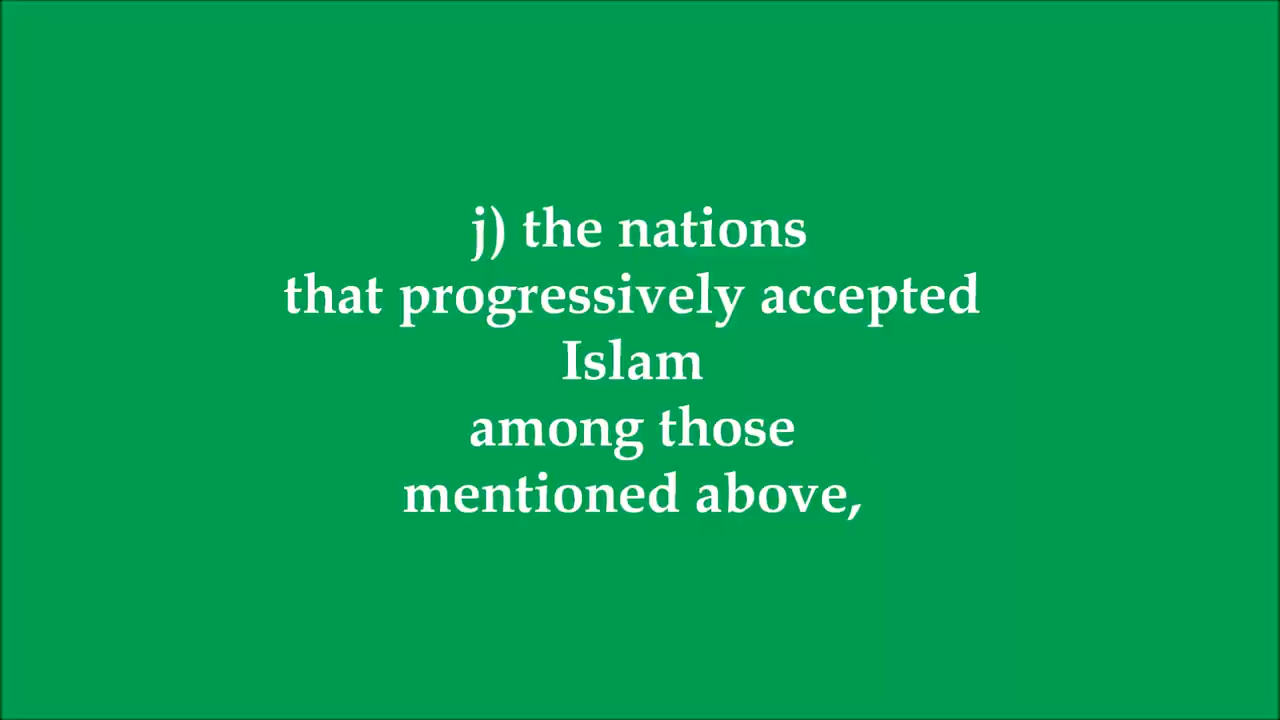 j) the nations
that progressively accepted
Islam
among those
mentioned above,